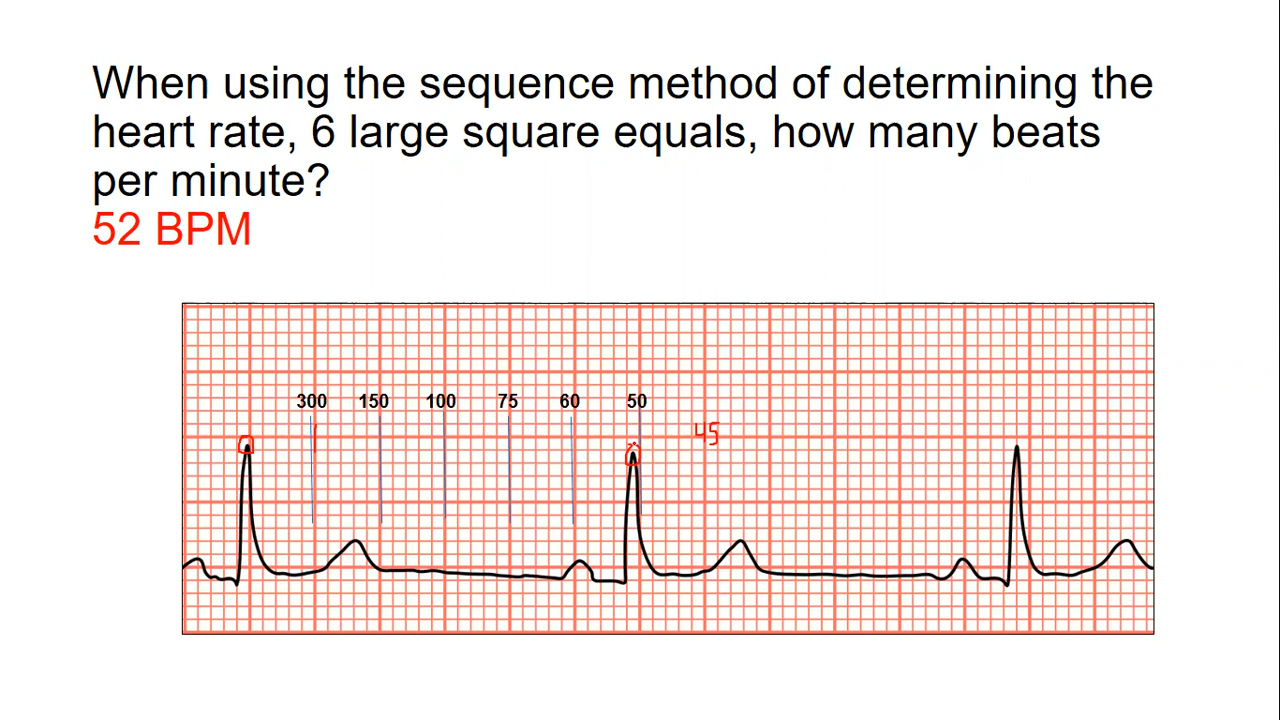 When using the sequence method of determining the
heart rate, 6 large square equals, how many beats
per minute?
52 BPM
300 150 100 75 60 50
45